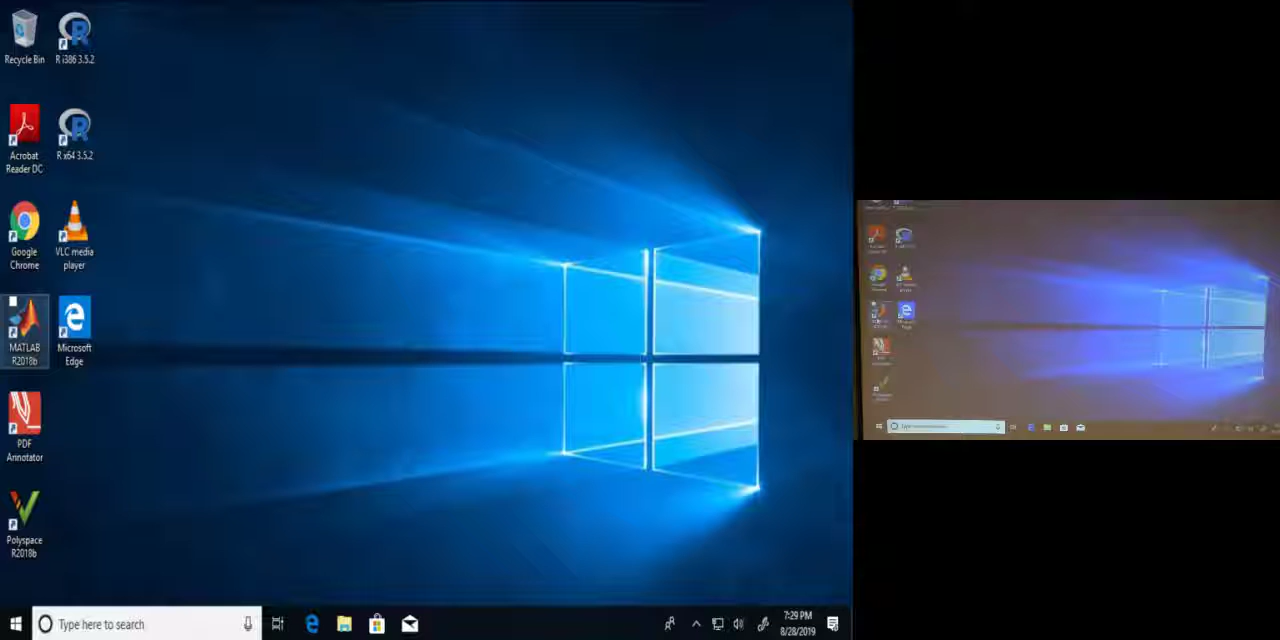 Recycle Bin
R i386 3.5.2
Acrobat
Reader DC
R x64 3.5.2
Google
Chrome
VLC media
player
MATLAB
R2018b
Microsoft
Edge
PDF
Annotator
Polyspace
R2018b
Type here to search
7:29 PM
8/28/2019